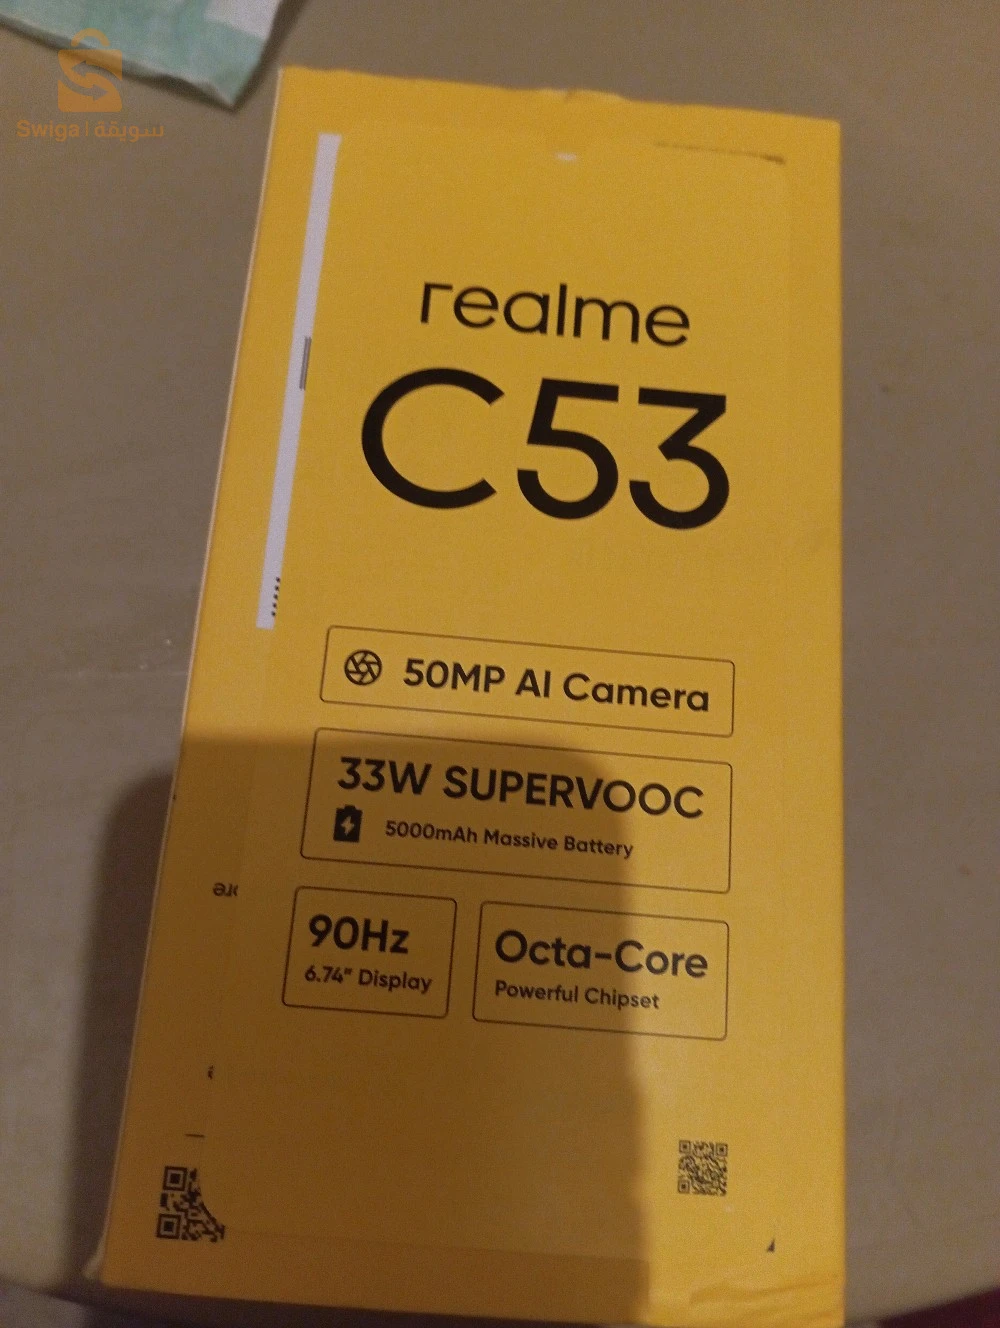 Swiga | سويقة
realme
C53
50MP AI Camera
33W SUPERVOOC
5000mAh Massive Battery
90Hz
6.74" Display
Octa-Core
Powerful Chipset